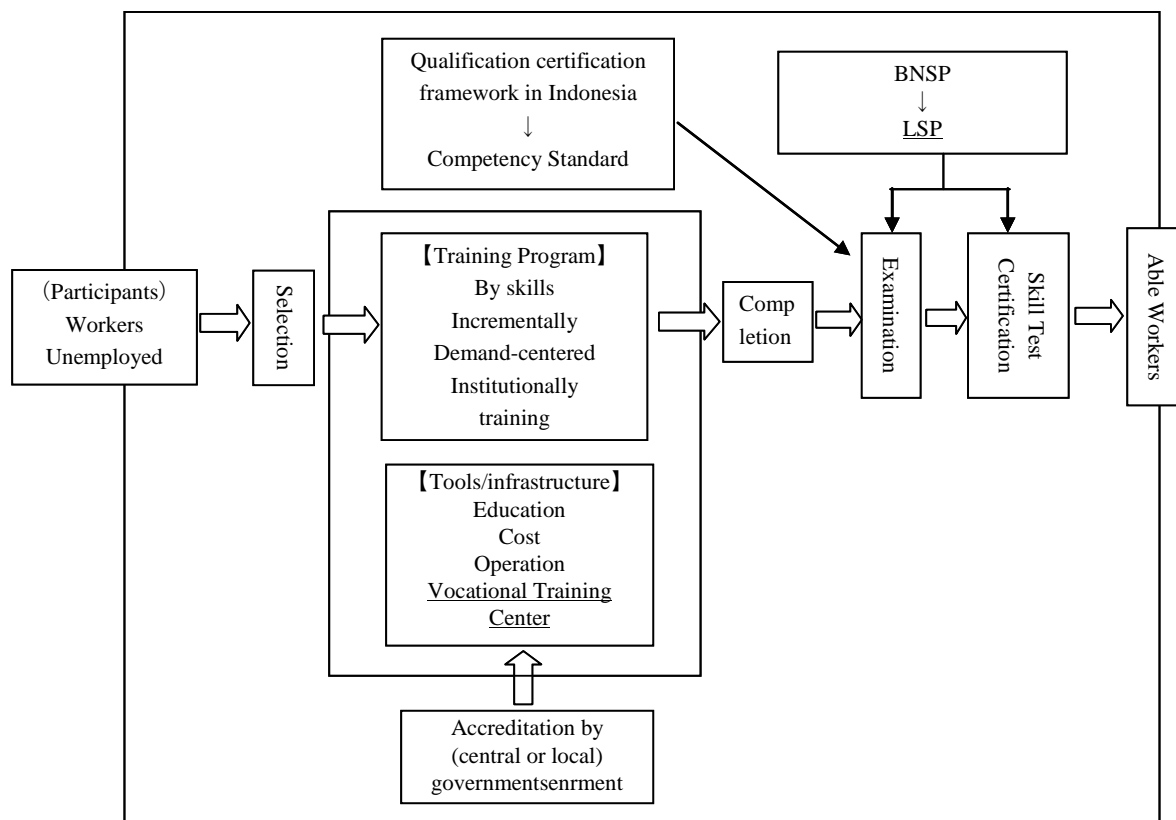 Qualification certification
framework in Indonesia
↓
Competency Standard
BNSP
↓
LSP
(Participants)
Workers
Unemployed
Selection
【Training Program】
By skills
Incrementally
Demand-centered
Institutionally
training
【Tools/infrastructure】
Education
Cost
Operation
Vocational Training
Center
Accreditation by
(central or local)
governmentsenrment
Comp
letion
Examination
Skill Test
Certification
Able Workers